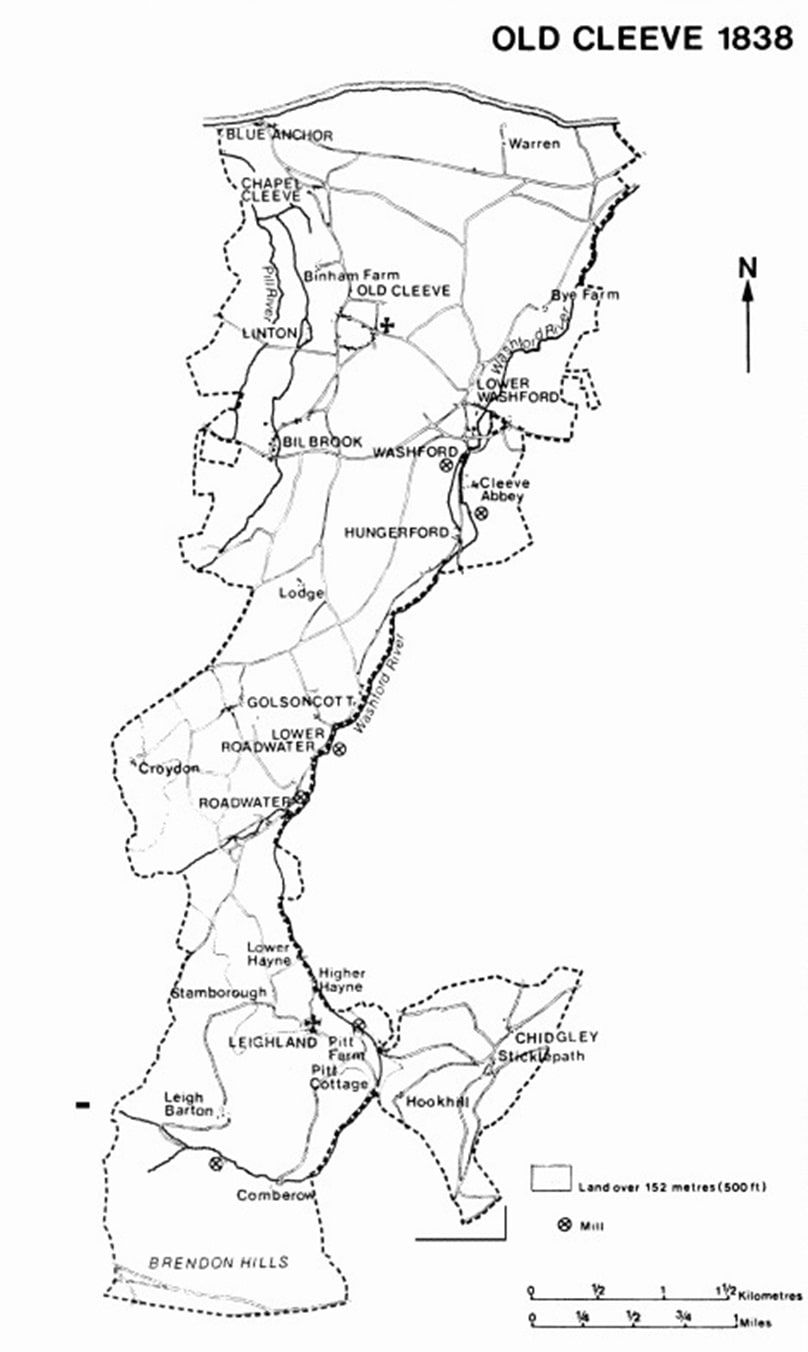 OLD CLEEVE 1838
BLUE ANCHOR
Warren
CHAPEL
CLEEVE
N
Pill River
Binham Farm
OLD CLEEVE
Bye Farm
LINTON
Washford River
LOWER
WASHFORD
BILBROOK
WASHFORD
Cleeve
Abbey
HUNGERFORD
Lodge
Washford River
GOLSONCOTT
LOWER
ROADWATER
Croydon
ROADWATER
Lower
Hayne
Higher
Hayne
Stamborough
LEIGHLAND
Pitt
Farm
CHIDGLEY
Sticklepath
Pitt
Cottage
Leigh
Barton
Hookhill
Comberow
Land over 152 metres (500 ft)
Mill
BRENDON HILLS
0 1/2 1 1 1/2 Kilometres
0 1/4 1/2 3/4 1 Miles